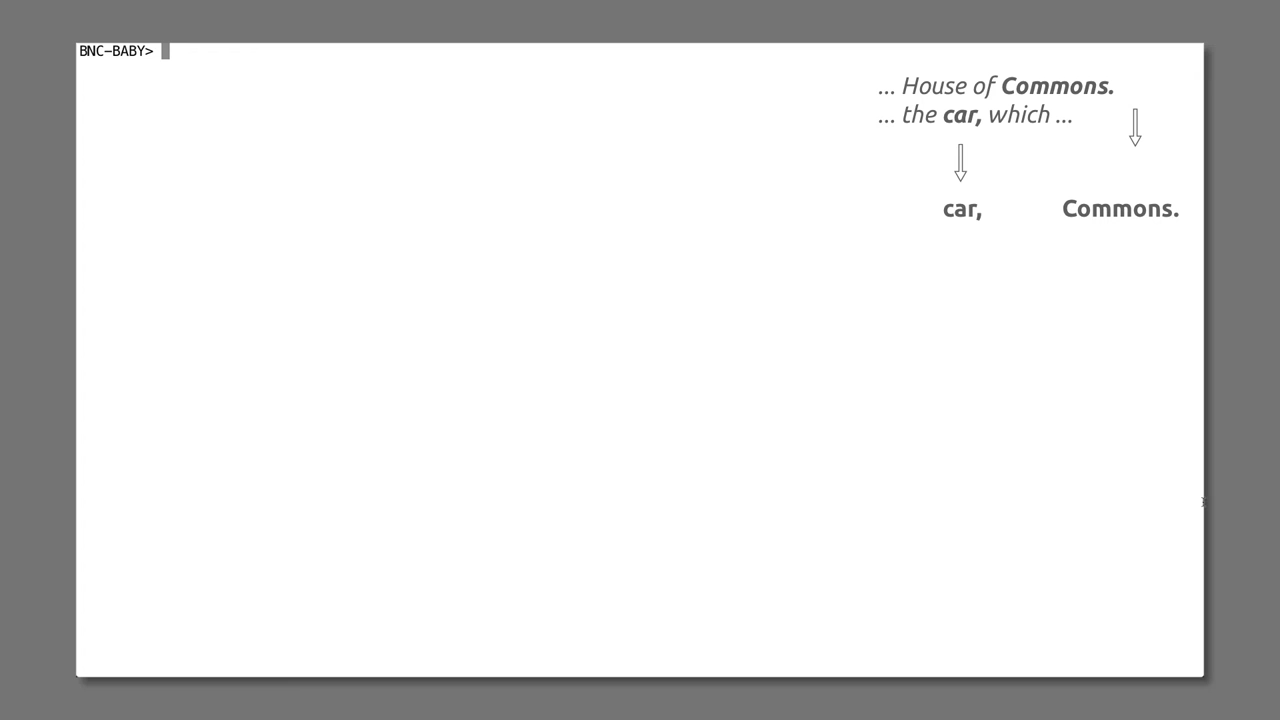 BNC-BABY>
... House of Commons.
... the car, which ...
car, Commons.